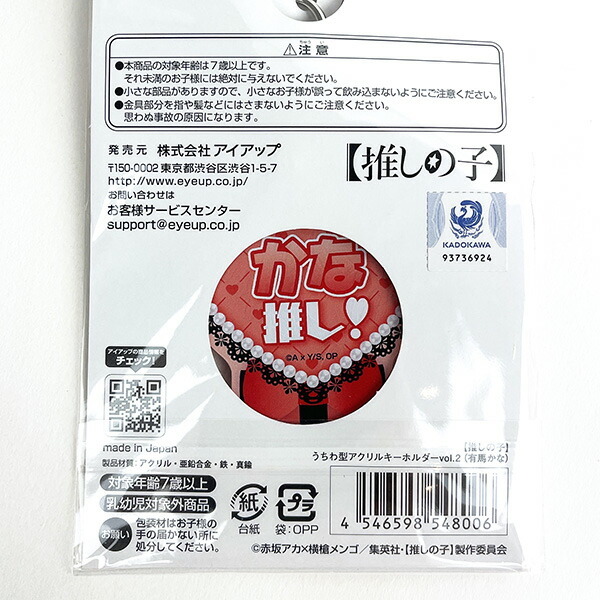 ⚠注意
ちゅう い
●本商品の対象年齢は7歳以上です。
それ未満のお子様には絶対に与えないでください。
●小さな部品がありますので、小さなお子様が誤って飲み込まないようにご注意ください。
●金具部分を指や髪などにはさまないようにご注意ください。
思わぬ事故の原因になります。
発売元 株式会社アイアップ
〒150-0002 東京都渋谷区渋谷1-5-7
http://www.eyeup.co.jp/
お問い合わせは
お客様サービスセンター
support@eyeup.co.jp
【推しの子】
KADOKAWA
93736924
かな
推し!
©A x Y/S, OP
アイアップの商品情報を
チェック!
made in Japan
製品材質:アクリル・亜鉛合金・鉄・真鍮
【推しの子】
うちわ型アクリルキーホルダーvol.2 (有馬かな)
対象年齢7歳以上
乳幼児対象外商品
お願い
包装材はお子様の
手の届かない所に
処分してください。
紙
台紙
プラ
袋:OPP
4 546598 548006
©赤坂アカ×横槍メンゴ/集英社・【推しの子】製作委員会